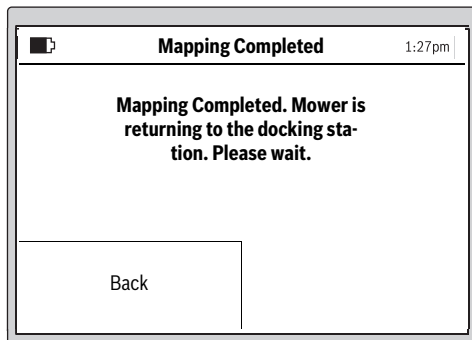 Mapping Completed 1:27pm
Mapping Completed. Mower is
returning to the docking sta-
tion. Please wait.
Back